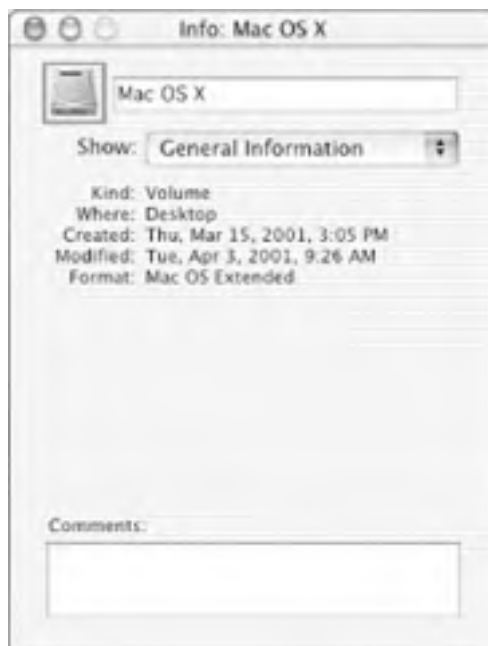 Info: Mac OS X
Mac OS X
Show: General Information
Kind: Volume
Where: Desktop
Created: Thu, Mar 15, 2001, 3:05 PM
Modified: Tue, Apr 3, 2001, 9:26 AM
Format: Mac OS Extended
Comments: